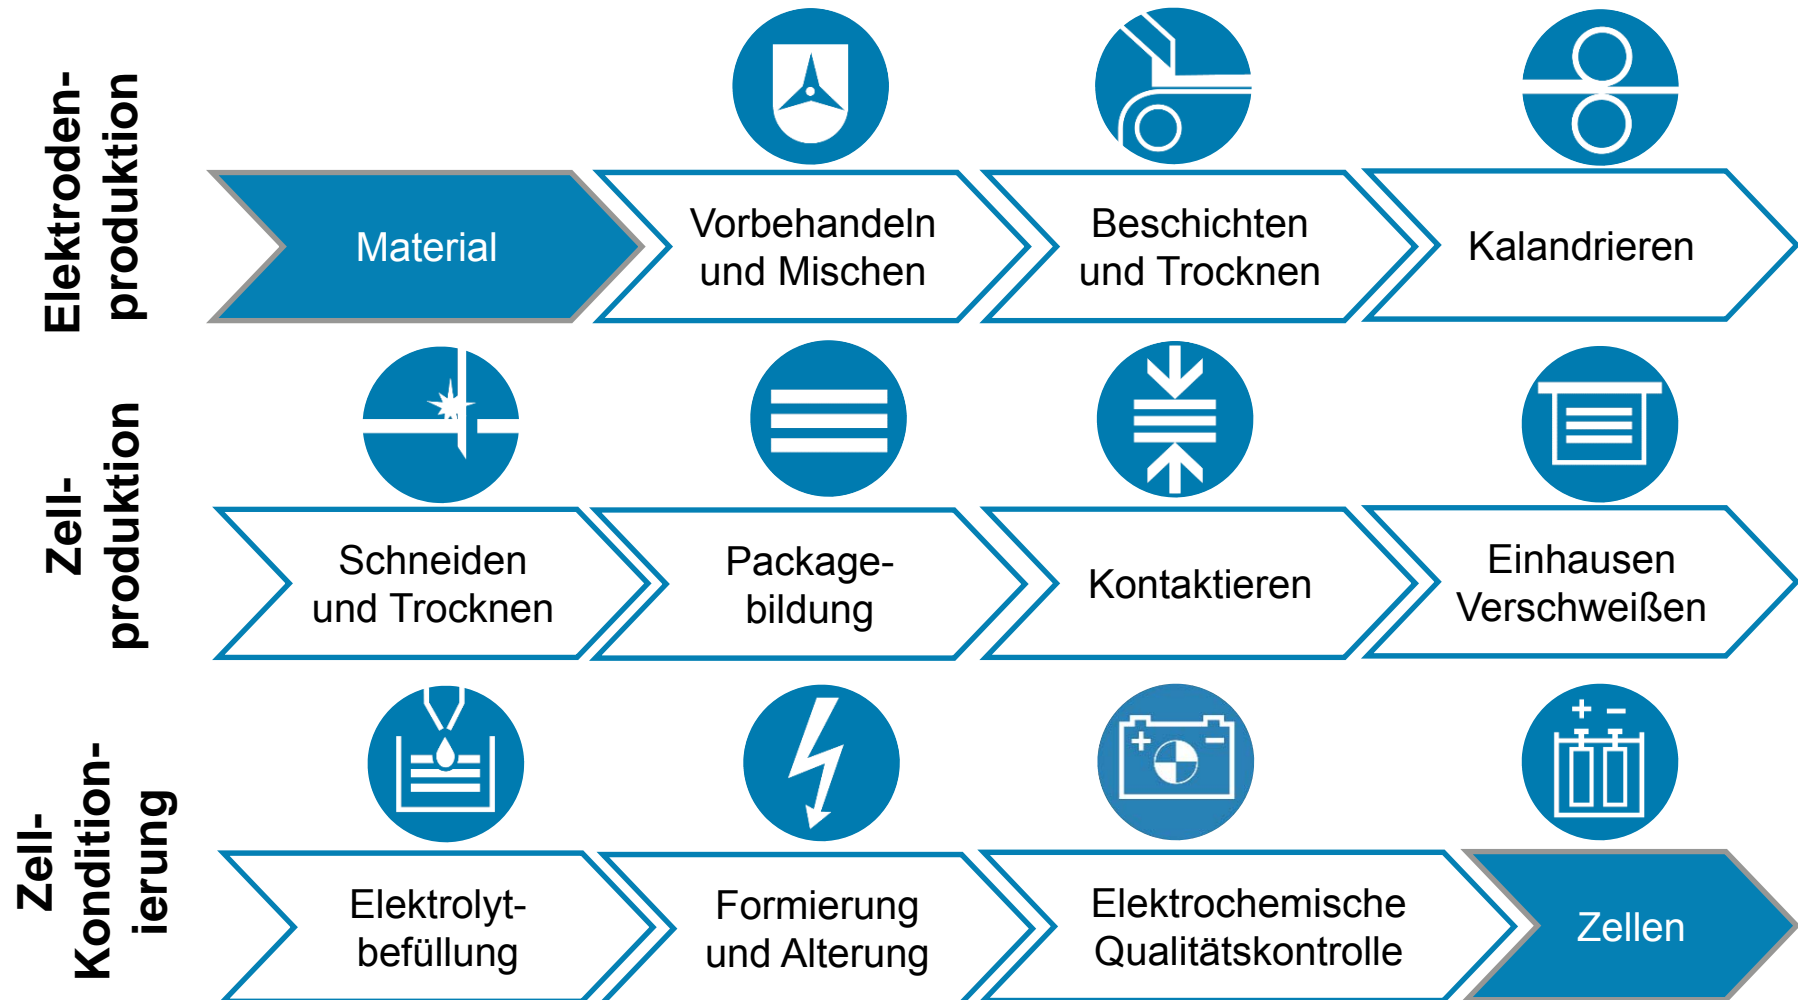 Elektroden-
produktion
Material
Vorbehandeln
und Mischen
Beschichten
und Trocknen
Kalandrieren
Zell-
produktion
Schneiden
und Trocknen
Package-
bildung
Kontaktieren
Einhausen
Verschweißen
Zell-
Kondition-
ierung
+ -
+ -
Elektrolyt-
befüllung
Formierung
und Alterung
Elektrochemische
Qualitätskontrolle
Zellen